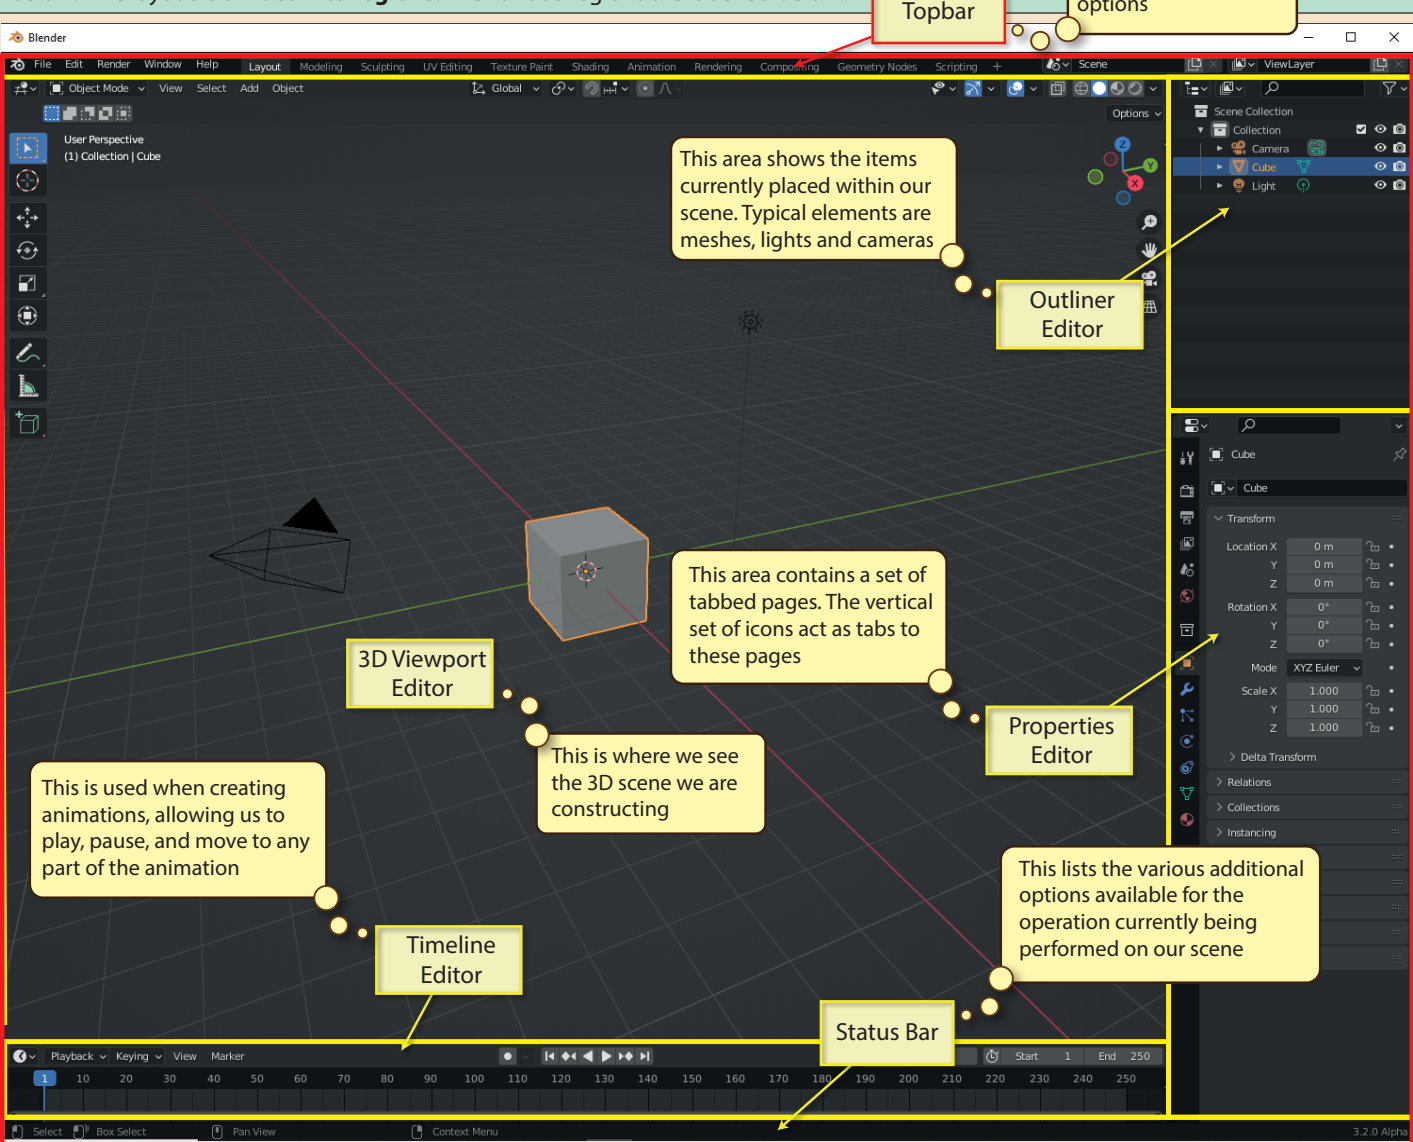 Topbar
options
Blender
File Edit Render Window Help Layout Modeling Sculpting UV Editing Texture Paint Shading Animation Rendering Compositing Geometry Nodes Scripting + Scene ViewLayer
Object Mode View Select Add Object Global
Options
User Perspective
(1) Collection | Cube
Z
Y
X
Scene Collection
Collection
Camera
Cube
Light
This area shows the items
currently placed within our
scene. Typical elements are
meshes, lights and cameras
Outliner
Editor
Cube
Cube
Transform
Location X 0 m
Y 0 m
Z 0 m
Rotation X 0°
Y 0°
Z 0°
Mode XYZ Euler
Scale X 1.000
Y 1.000
Z 1.000
Delta Transform
Relations
Collections
Instancing
This area contains a set of
tabbed pages. The vertical
set of icons act as tabs to
these pages
Properties
Editor
3D Viewport
Editor
This is where we see
the 3D scene we are
constructing
This is used when creating
animations, allowing us to
play, pause, and move to any
part of the animation
Timeline
Editor
This lists the various additional
options available for the
operation currently being
performed on our scene
Status Bar
Playback Keying View Marker Start 1 End 250
1 10 20 30 40 50 60 70 80 90 100 110 120 130 140 150 160 170 180 190 200 210 220 230 240 250
Select Box Select Pan View Context Menu 3.2.0 Alpha